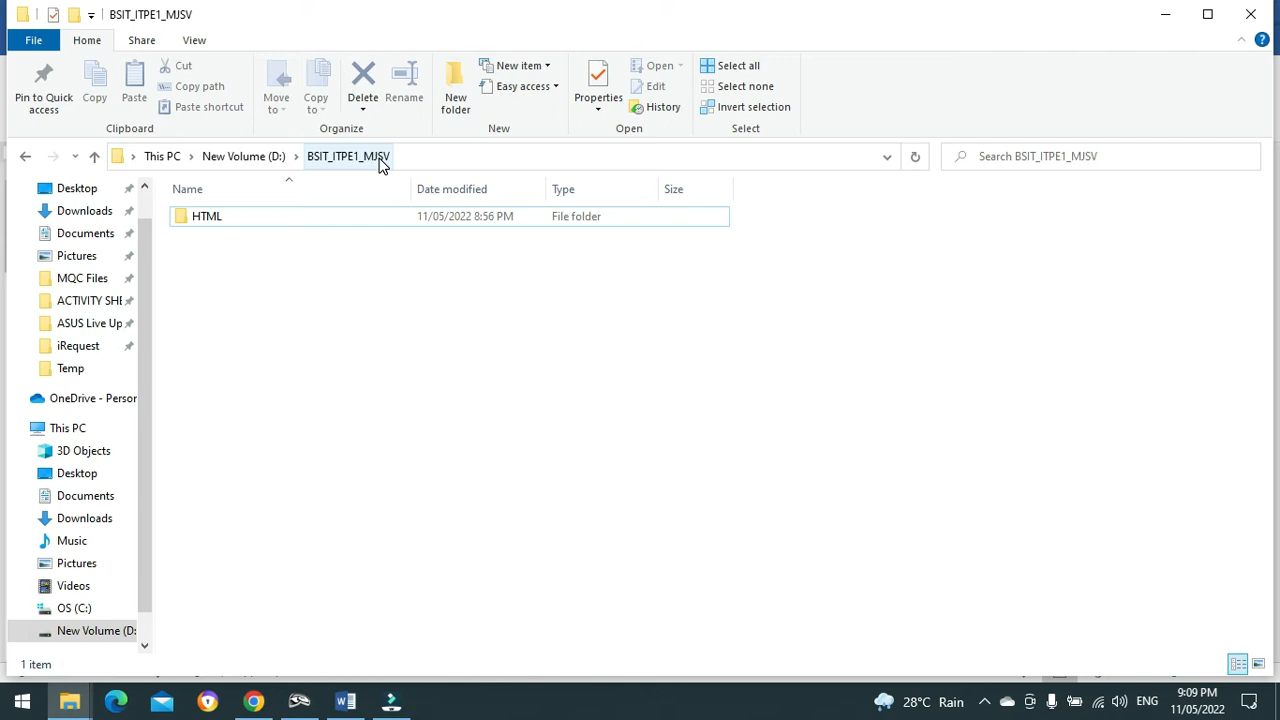 BSIT_ITPE1_MJSV
File Home Share View
Pin to Quick access
Copy
Paste
Cut
Copy path
Paste shortcut
Clipboard
Move to
Copy to
Delete
Rename
Organize
New folder
New item
Easy access
New
Properties
Open
Edit
History
Open
Select all
Select none
Invert selection
Select
This PC > New Volume (D:) > BSIT_ITPE1_MJSV
Search BSIT_ITPE1_MJSV
Name Date modified Type Size
HTML 11/05/2022 8:56 PM File folder
Desktop
Downloads
Documents
Pictures
MQC Files
ACTIVITY SHE
ASUS Live Up
iRequest
Temp
OneDrive - Person
This PC
3D Objects
Desktop
Documents
Downloads
Music
Pictures
Videos
OS (C:)
New Volume (D:
1 item
28°C Rain
ENG
9:09 PM
11/05/2022